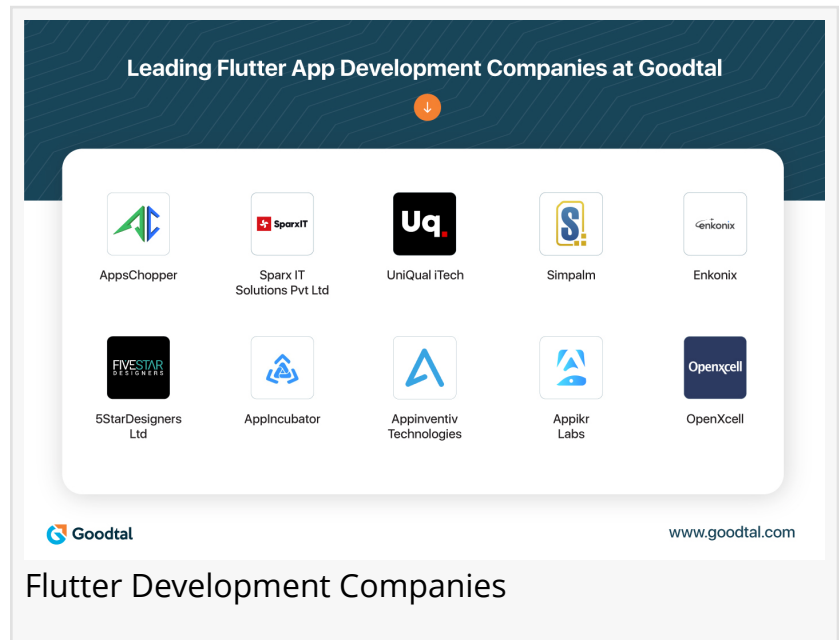 Leading Flutter App Development Companies at Goodtal
SparxIT
Uq.
S
enkonix
AppsChopper
Sparx IT
Solutions Pvt Ltd
UniQual iTech
Simpalm
Enkonix
FIVESTAR
DESIGNERS
Openxcell
5StarDesigners
Ltd
AppIncubator
Appinventiv
Technologies
Appikr
Labs
OpenXcell
Goodtal
www.goodtal.com
Flutter Development Companies